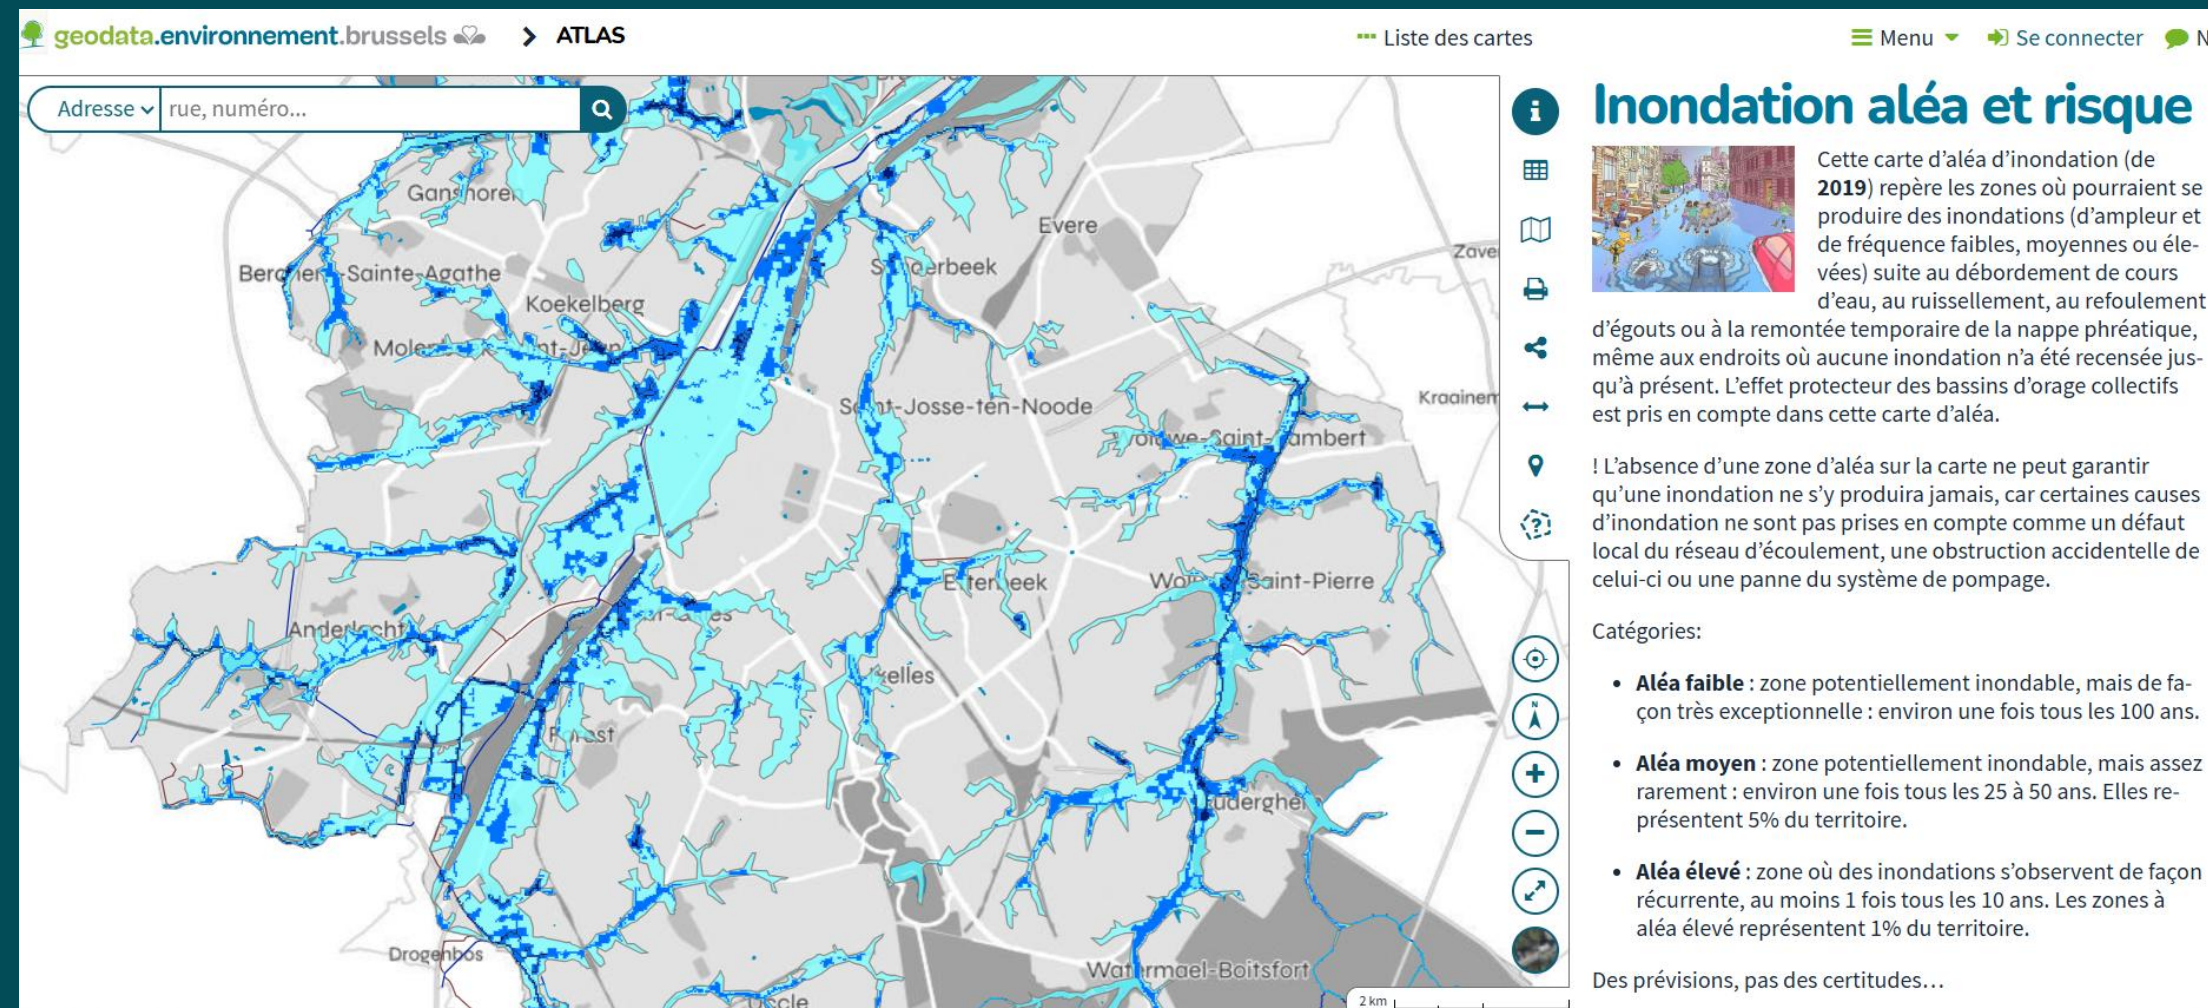 geodata.environnement.brussels
ATLAS
Liste des cartes
Menu
Se connecter
Adresse
rue, numéro...
Ganshoren
Evere
Zave
Sainte-Agathe
Koekelberg
Kraainem
Anderlecht
Forest
Drogenbos
Watermael-Boitsfort
Uccle
2 km
Inondation aléa et risque
Cette carte d’aléa d’inondation (de
2019) repère les zones où pourraient se
produire des inondations (d’ampleur et
de fréquence faibles, moyennes ou éle-
vées) suite au débordement de cours
d’eau, au ruissellement, au refoulement
d’égouts ou à la remontée temporaire de la nappe phréatique,
même aux endroits où aucune inondation n’a été recensée jus-
qu’à présent. L’effet protecteur des bassins d’orage collectifs
est pris en compte dans cette carte d’aléa.
! L’absence d’une zone d’aléa sur la carte ne peut garantir
qu’une inondation ne s’y produira jamais, car certaines causes
d’inondation ne sont pas prises en compte comme un défaut
local du réseau d’écoulement, une obstruction accidentelle de
celui-ci ou une panne du système de pompage.
Catégories:
• Aléa faible : zone potentiellement inondable, mais de fa-
çon très exceptionnelle : environ une fois tous les 100 ans.
• Aléa moyen : zone potentiellement inondable, mais assez
rarement : environ une fois tous les 25 à 50 ans. Elles re-
présentent 5% du territoire.
• Aléa élevé : zone où des inondations s’observent de façon
récurrente, au moins 1 fois tous les 10 ans. Les zones à
aléa élevé représentent 1% du territoire.
Des prévisions, pas des certitudes…